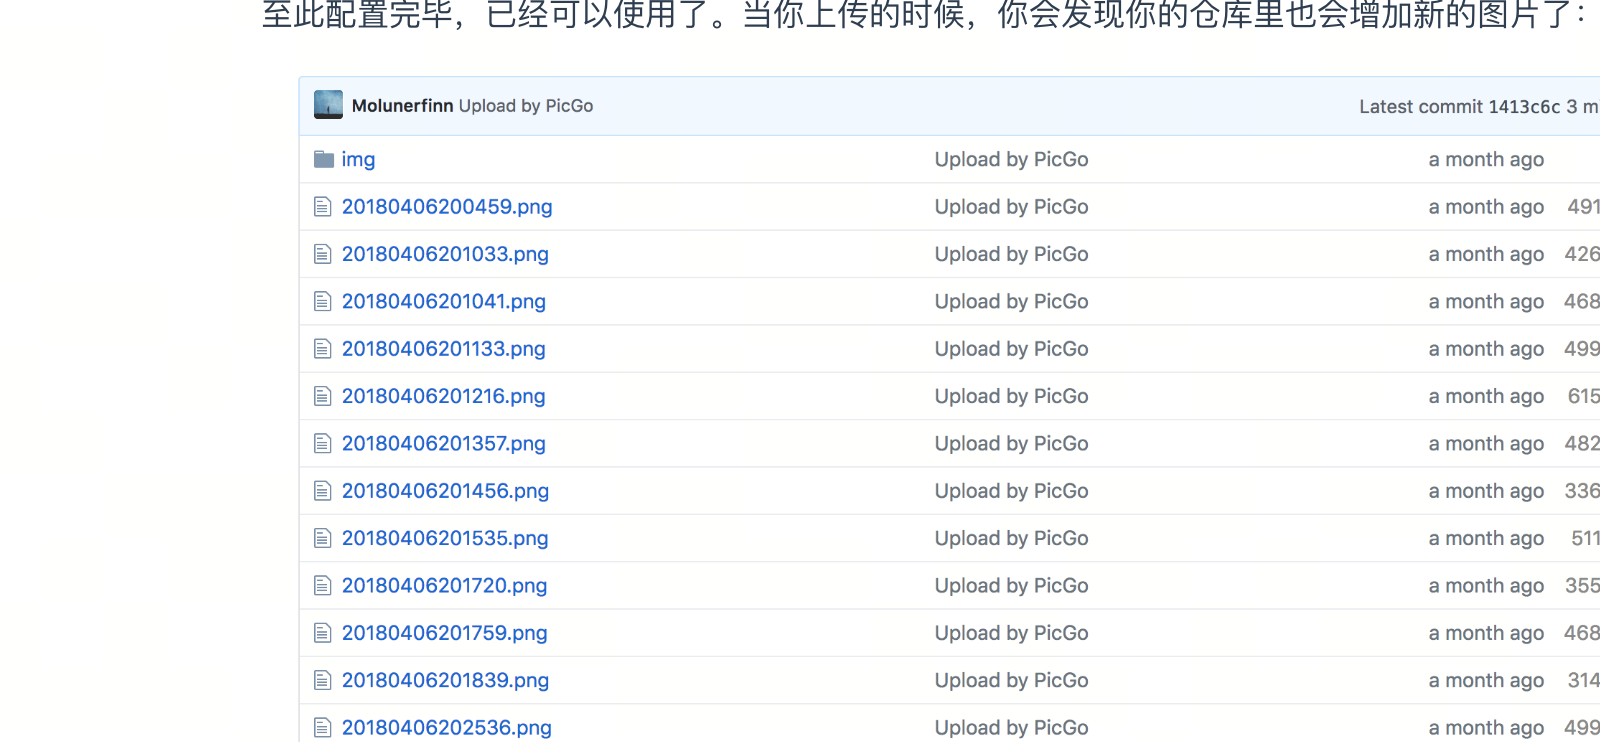 至此配置完毕，已经可以使用了。当你上传的时候，你会发现你的仓库里也会增加新的图片了：
Molunerfinn Upload by PicGo Latest commit 1413c6c 3 m
img Upload by PicGo a month ago
20180406200459.png Upload by PicGo a month ago 491
20180406201033.png Upload by PicGo a month ago 426
20180406201041.png Upload by PicGo a month ago 468
20180406201133.png Upload by PicGo a month ago 499
20180406201216.png Upload by PicGo a month ago 615
20180406201357.png Upload by PicGo a month ago 482
20180406201456.png Upload by PicGo a month ago 336
20180406201535.png Upload by PicGo a month ago 511
20180406201720.png Upload by PicGo a month ago 355
20180406201759.png Upload by PicGo a month ago 468
20180406201839.png Upload by PicGo a month ago 314
20180406202536.png Upload by PicGo a month ago 499